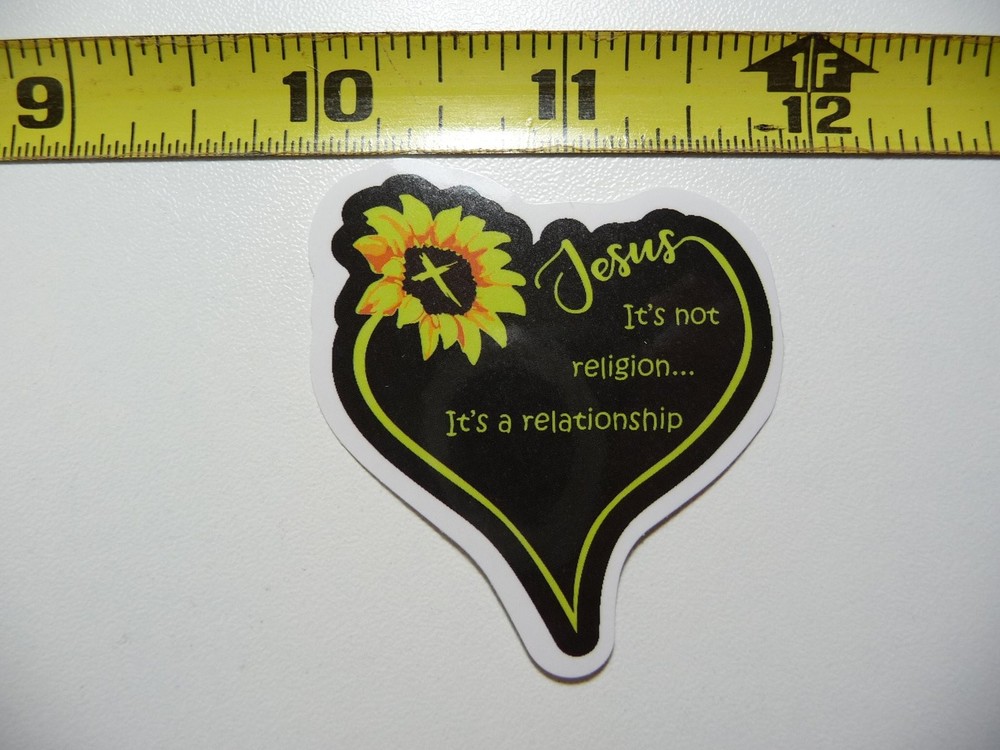 9 10 11 1F 12
Jesus
It's not
religion...
It's a relationship